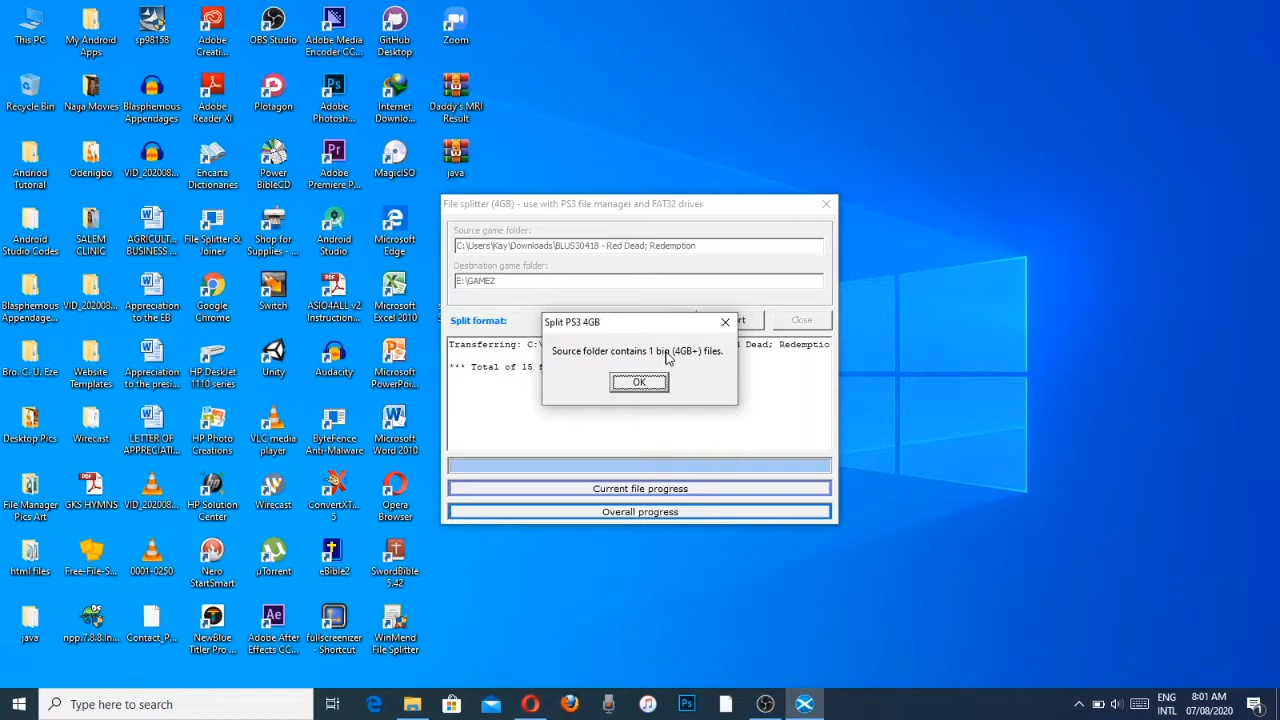 This PC
My Android
Apps
sp98158
Adobe
Creati...
OBS Studio
Adobe Media
Encoder CC...
GitHub
Desktop
Zoom
Recycle Bin
Naija Movies
Blasphemous
Appendages
Adobe
Reader XI
Plotagon
Adobe
Photosh...
Internet
Downlo...
Daddy's MRI
Result
Andriod
Tutorial
Odenigbo
VID_202008...
Encarta
Dictionaries
Power
BibleCD
Adobe
Premiere P...
MagicISO
java
Android
Studio Codes
SALEM
CLINIC
AGRICULT...
BUSINESS ...
File Splitter &
Joiner
Shop for
Supplies - ...
Android
Studio
Microsoft
Edge
Blasphemous
Appendage...
VID_202008...
Appreciation
to the EB
Google
Chrome
Switch
ASIO4ALL v2
Instruction...
Microsoft
Excel 2010
Bro. C. U. Eze
Website
Templates
Appreciation
to the presi...
HP DeskJet
1110 series
Unity
Audacity
Microsoft
PowerPoi...
Desktop Pics
Wirecast
LETTER OF
APPRECIATI...
HP Photo
Creations
VLC media
player
ByteFence
Anti-Malware
Microsoft
Word 2010
File Manager
Pics Art
GKS HYMNS
VID_202008...
HP Solution
Center
Wirecast
ConvertXT...
5
Opera
Browser
html files
Free-File-S...
0001-0250
Nero
StartSmart
µTorrent
eBible2
SwordBible
5.42
java
npp.7.8.8.In...
Contact_P...
NewBlue
Titler Pro ...
Adobe After
Effects CC...
fullscreenizer
- Shortcut
WinMend
File Splitter
File splitter (4GB) - use with PS3 file manager and FAT32 drives
Source game folder:
C:\Users\Kay\Downloads\BLUS30418 - Red Dead; Redemption
Destination game folder:
E:\GAMEZ
Split format:
Close
Transferring: C:\
Dead; Redemptio
*** Total of 15 f
Split PS3 4GB
Source folder contains 1 big (4GB+) files.
OK
Current file progress
Overall progress
Type here to search
ENG
INTL
8:01 AM
07/08/2020